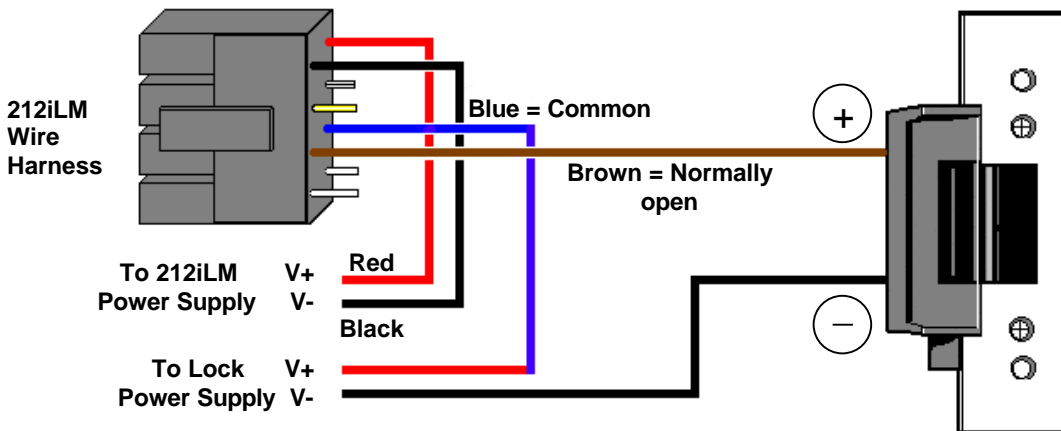 212iLM
Wire
Harness
Blue = Common
+
Brown = Normally
open
To 212iLM V+ Red
Power Supply V-
Black
−
To Lock V+
Power Supply V-